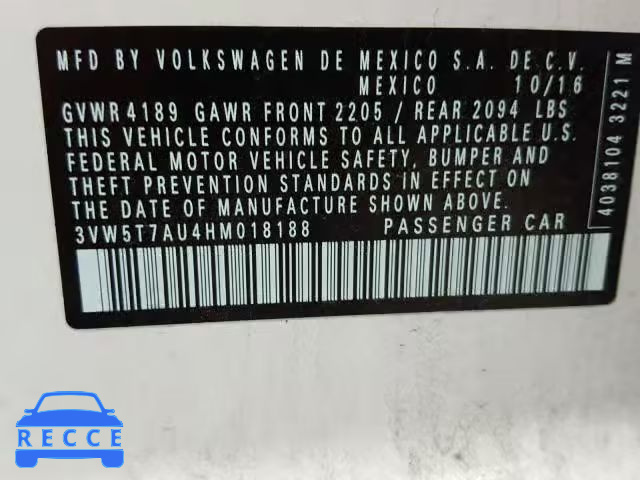 MFD BY VOLKSWAGEN DE MEXICO S.A. DE C.V.
MEXICO 10/16
GVWR 4189 GAWR FRONT 2205 / REAR 2094 LBS
THIS VEHICLE CONFORMS TO ALL APPLICABLE U.S.
FEDERAL MOTOR VEHICLE SAFETY, BUMPER AND
THEFT PREVENTION STANDARDS IN EFFECT ON
THE DATE OF MANUFACTURE SHOWN ABOVE.
3VW5T7AU4HM018188 PASSENGER CAR
4038104 3221 M
RECCE